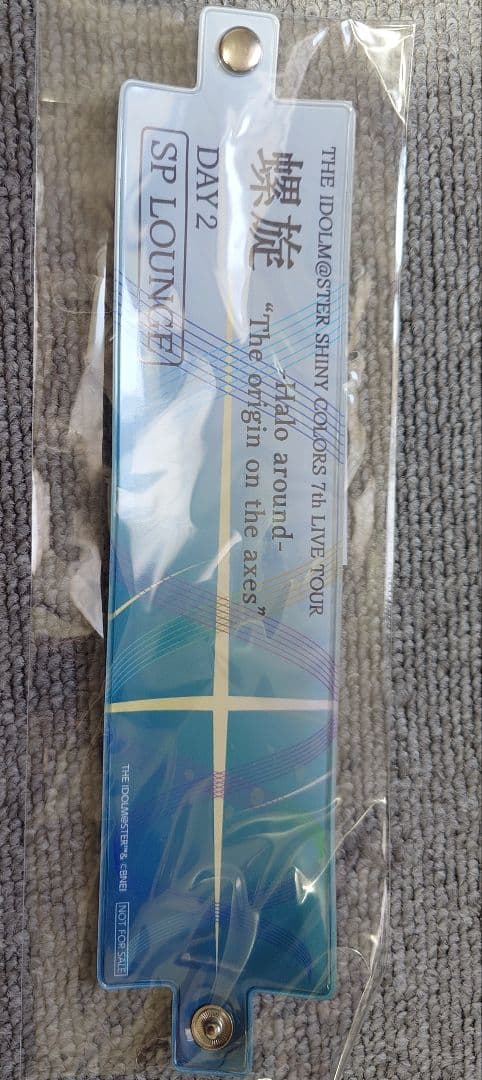 THE IDOLM@STER SHINY COLORS 7th LIVE TOUR
螺旋 -Halo around-
"The origin on the axes"
DAY 2
SP LOUNGE
THE IDOLM@STER™& ©BNEI
NOT FOR SALE